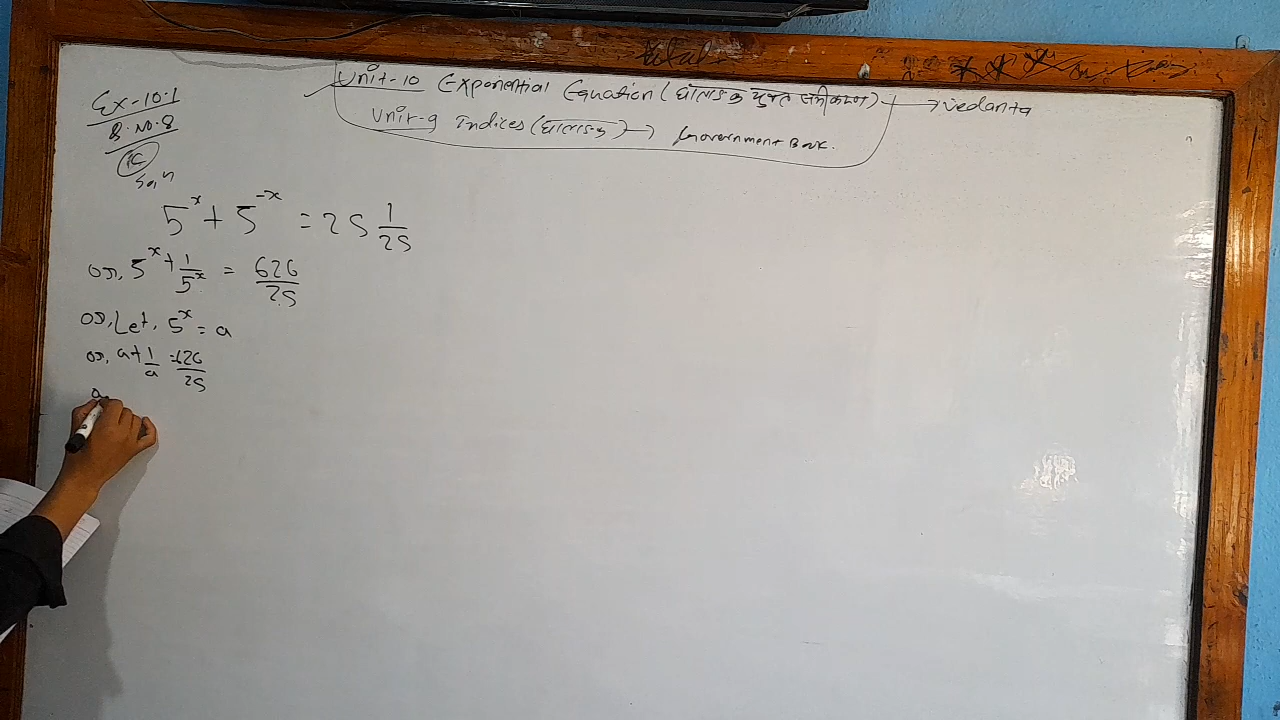 Unit-10 Exponential Equation (घाताङ्क युक्त समीकरण) → vedanta
Unit-9 Indices (घाताङ्क) → Government Book.
Ex-10.1
Q.NO.8
Solⁿ
5^x + 5^-x = 25 1/25
or, 5^x + 1/5^x = 626/25
or, Let, 5^x = a
or, a + 1/a = 626/25
a